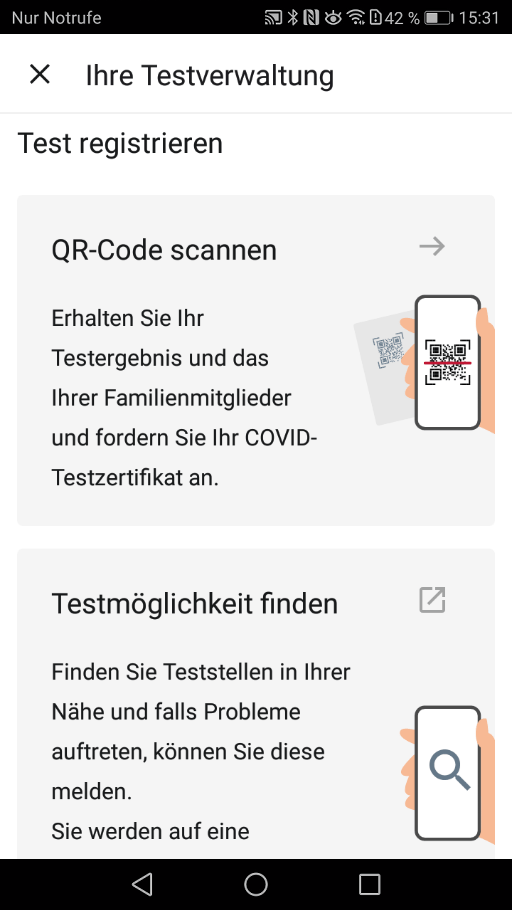 Nur Notrufe 42 % 15:31
Ihre Testverwaltung
Test registrieren
QR-Code scannen
Erhalten Sie Ihr
Testergebnis und das
Ihrer Familienmitglieder
und fordern Sie Ihr COVID-
Testzertifikat an.
Testmöglichkeit finden
Finden Sie Teststellen in Ihrer
Nähe und falls Probleme
auftreten, können Sie diese
melden.
Sie werden auf eine